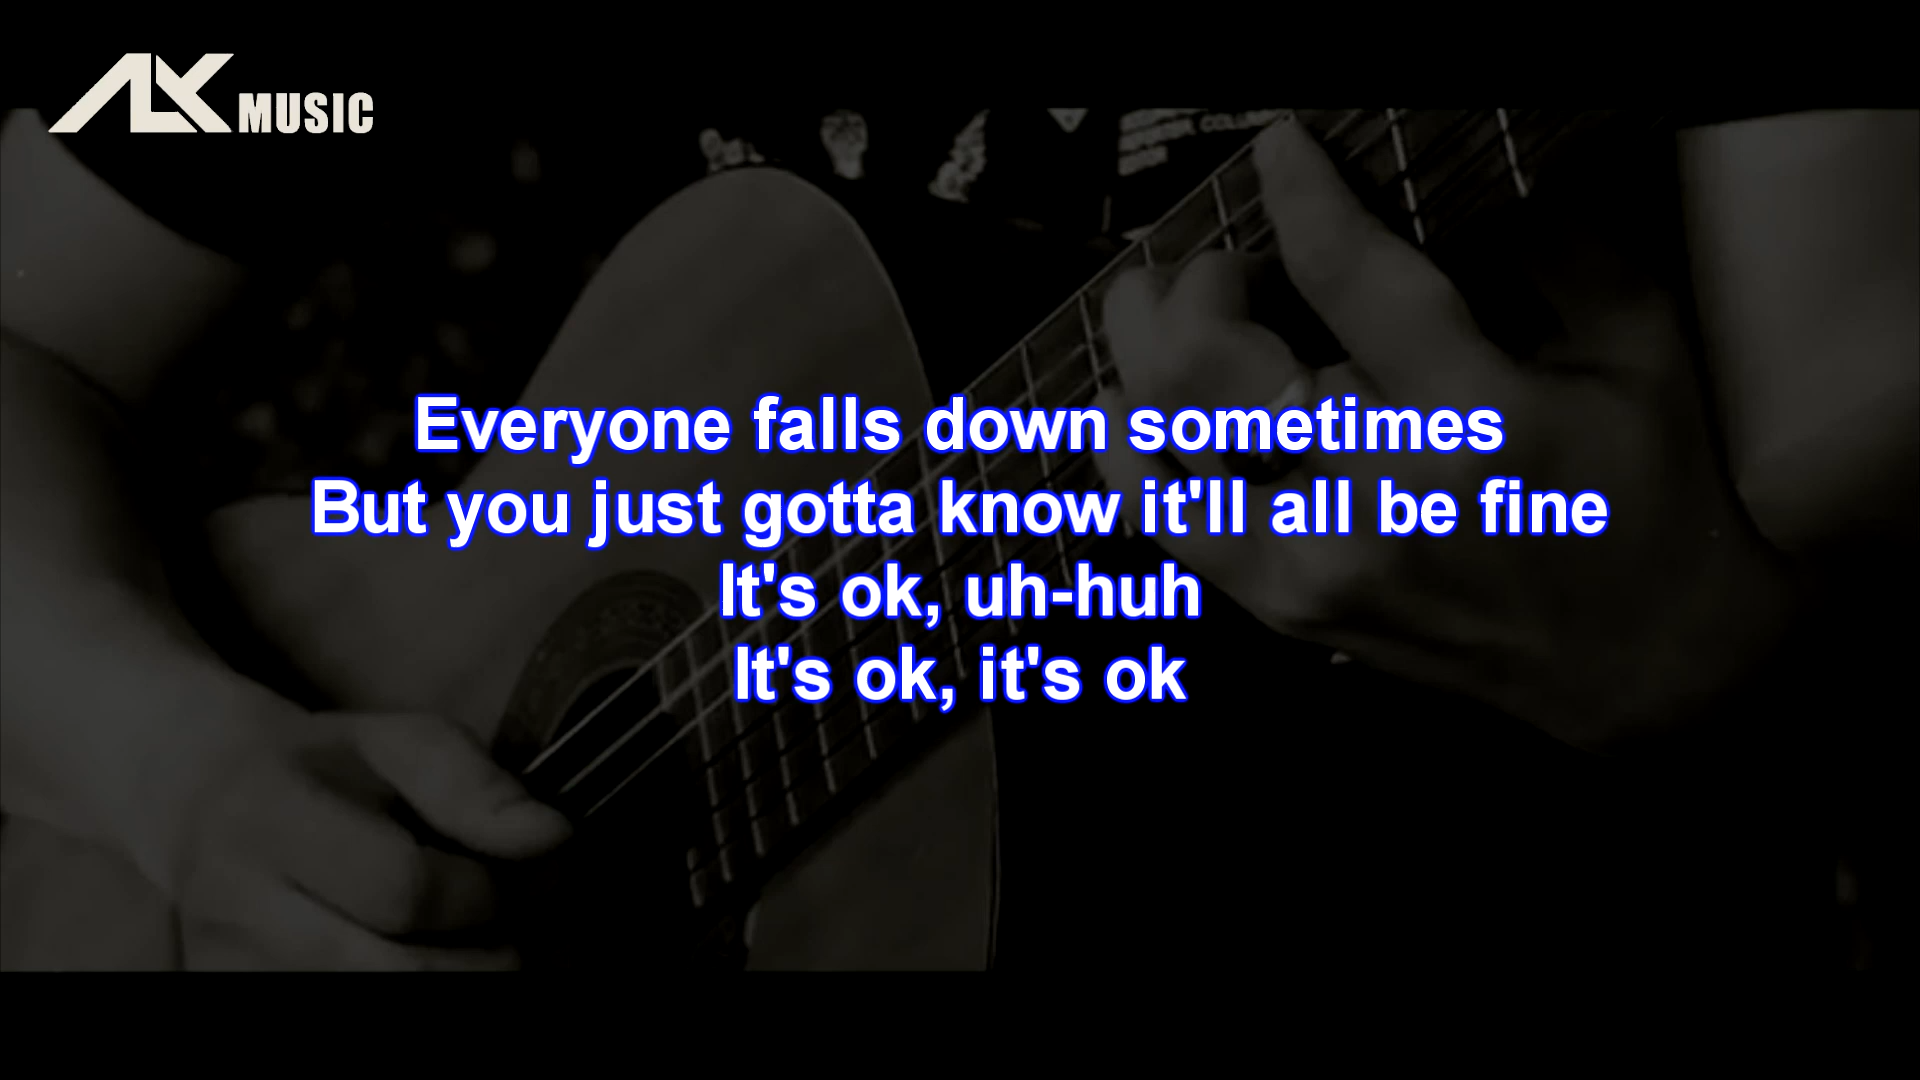 ALK MUSIC
Everyone falls down sometimes
But you just gotta know it'll all be fine
It's ok, uh-huh
It's ok, it's ok